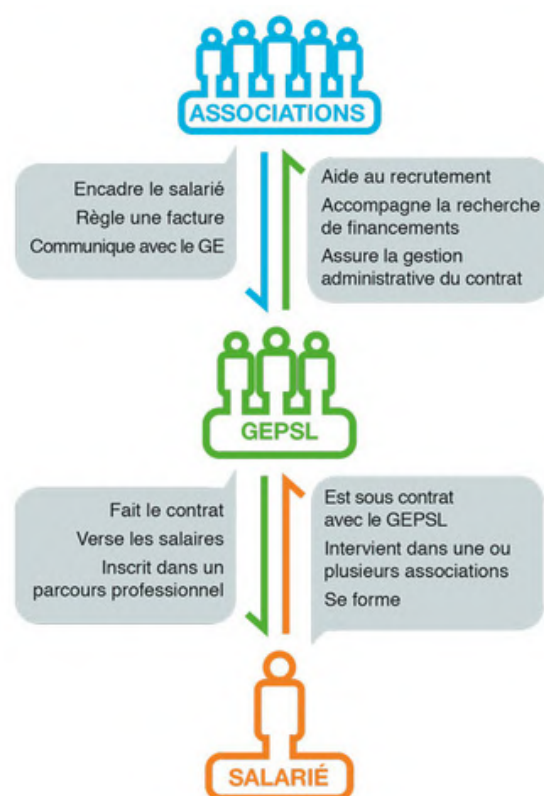 ASSOCIATIONS
Encadre le salarié
Règle une facture
Communique avec le GE
Aide au recrutement
Accompagne la recherche
de financements
Assure la gestion
administrative du contrat
GEPSL
Fait le contrat
Verse les salaires
Inscrit dans un
parcours professionnel
Est sous contrat
avec le GEPSL
Intervient dans une ou
plusieurs associations
Se forme
SALARIÉ